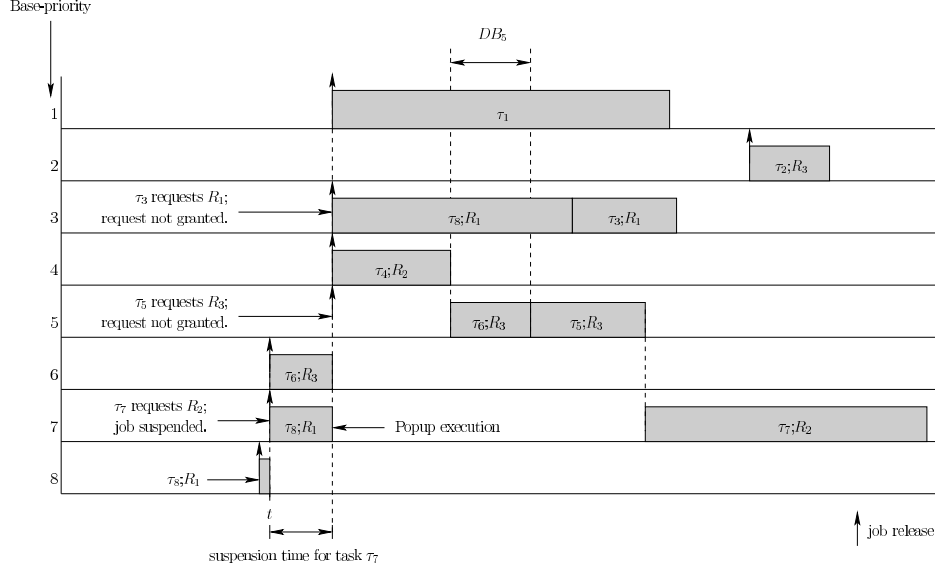 Base-priority
DB5
1
τ1
2
τ2;R3
τ3 requests R1;
request not granted.
3
τ8;R1
τ3;R1
4
τ4;R2
τ5 requests R3;
request not granted.
5
τ6;R3
τ5;R3
6
τ6;R3
τ7 requests R2;
job suspended.
7
τ8;R1
Popup execution
τ7;R2
8
τ8;R1
t
job release
suspension time for task τ7